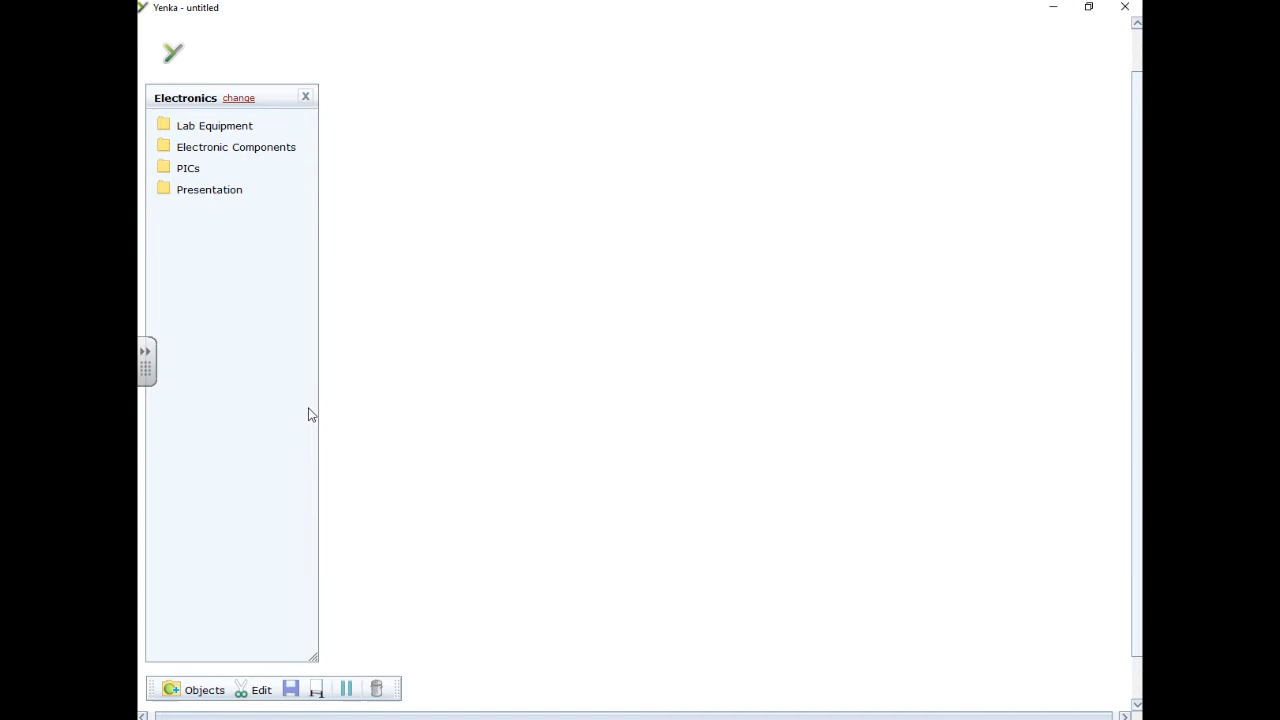 Yenka - untitled
Electronics change
Lab Equipment
Electronic Components
PICs
Presentation
Objects Edit